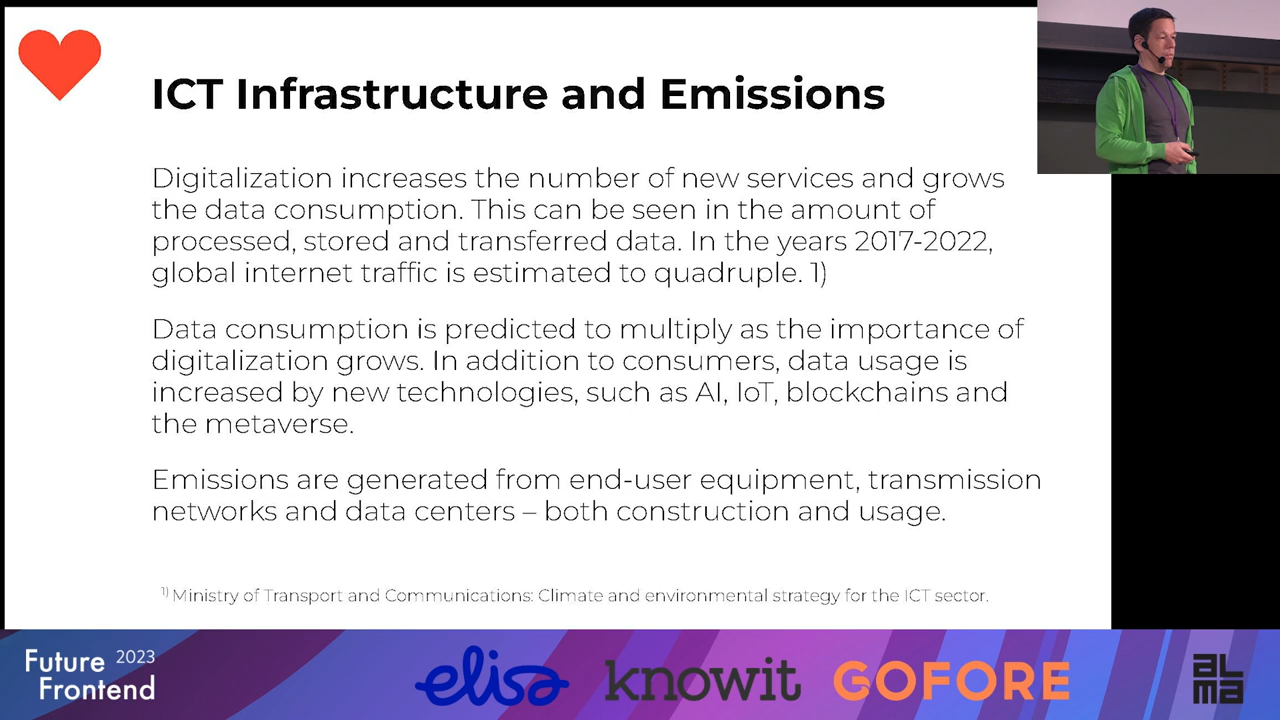 ICT Infrastructure and Emissions
Digitalization increases the number of new services and grows
the data consumption. This can be seen in the amount of
processed, stored and transferred data. In the years 2017-2022,
global internet traffic is estimated to quadruple. 1)
Data consumption is predicted to multiply as the importance of
digitalization grows. In addition to consumers, data usage is
increased by new technologies, such as AI, IoT, blockchains and
the metaverse.
Emissions are generated from end-user equipment, transmission
networks and data centers – both construction and usage.
1) Ministry of Transport and Communications: Climate and environmental strategy for the ICT sector.
Future 2023
Frontend
elisa
knowit
GOFORE
ALMA